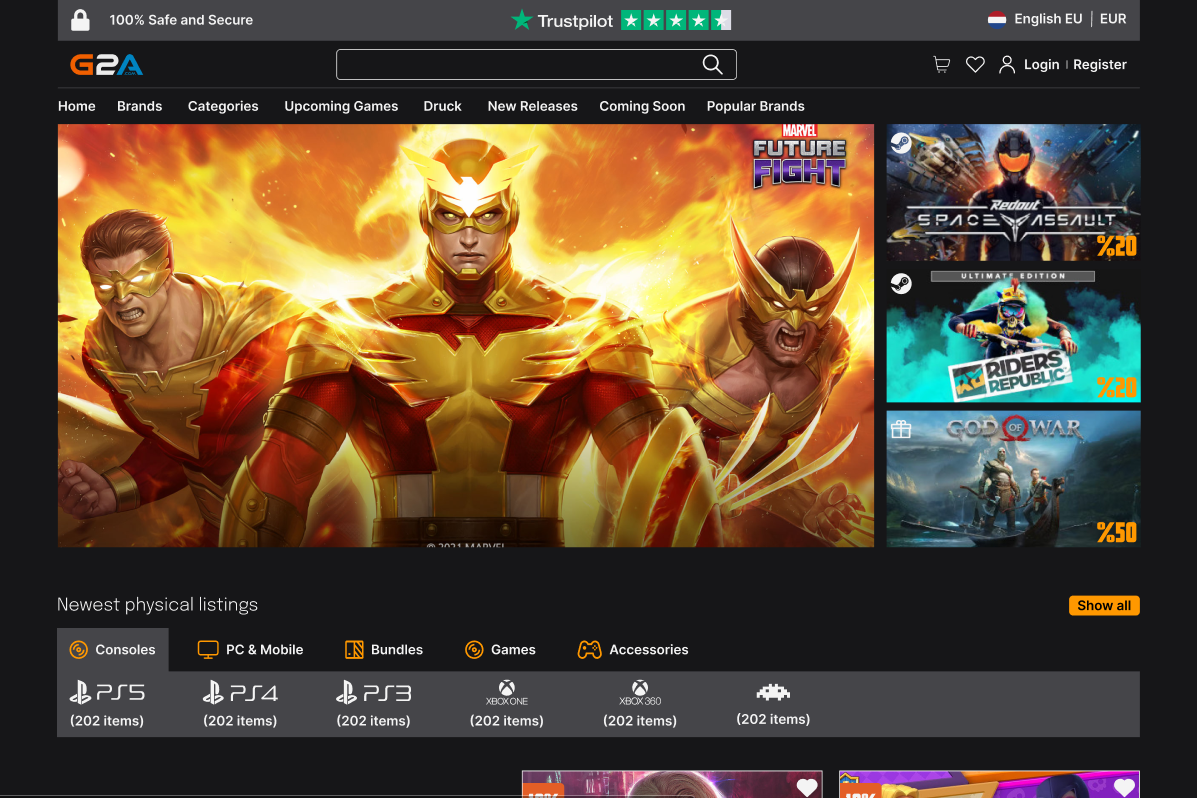 100% Safe and Secure
Trustpilot
English EU | EUR
G2A
.COM
Login | Register
Home Brands Categories Upcoming Games Druck New Releases Coming Soon Popular Brands
MARVEL
FUTURE
FIGHT
© 2021 MARVEL
Redout
SPACE ASSAULT
%20
ULTIMATE EDITION
RIDERS
REPUBLIC
%20
GOD OF WAR
%50
Newest physical listings
Show all
Consoles PC & Mobile Bundles Games Accessories
PS5 PS4 PS3 XBOX ONE XBOX 360
(202 items) (202 items) (202 items) (202 items) (202 items) (202 items)